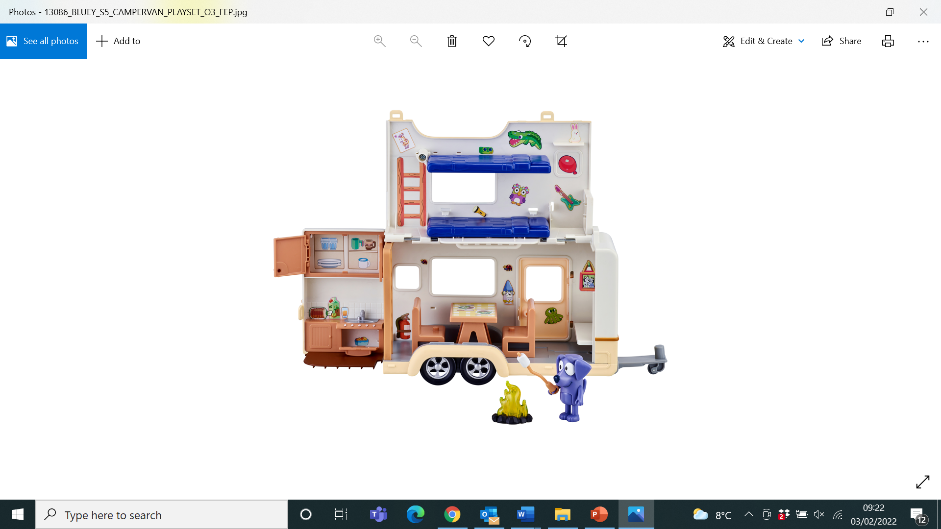 Photos - 13086_BLUEY_S5_CAMPERVAN_PLAYSET_O3_FEP.jpg
See all photos
Add to
Edit & Create
Share
Type here to search
8°C
09:22
03/02/2022
12